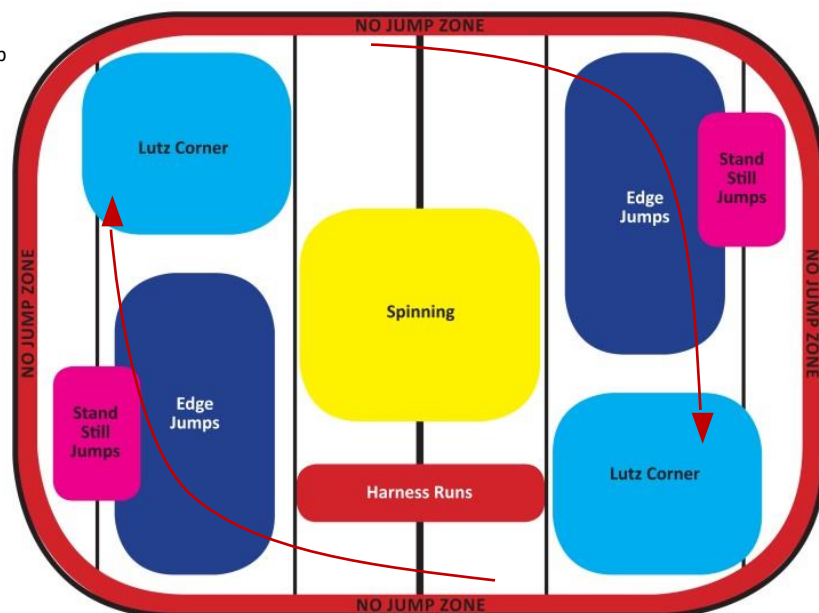 NO JUMP ZONE
Lutz Corner
Stand
Still
Jumps
Edge
Jumps
NO JUMP ZONE
NO JUMP ZONE
Spinning
Edge
Jumps
Stand
Still
Jumps
Lutz Corner
Harness Runs
NO JUMP ZONE